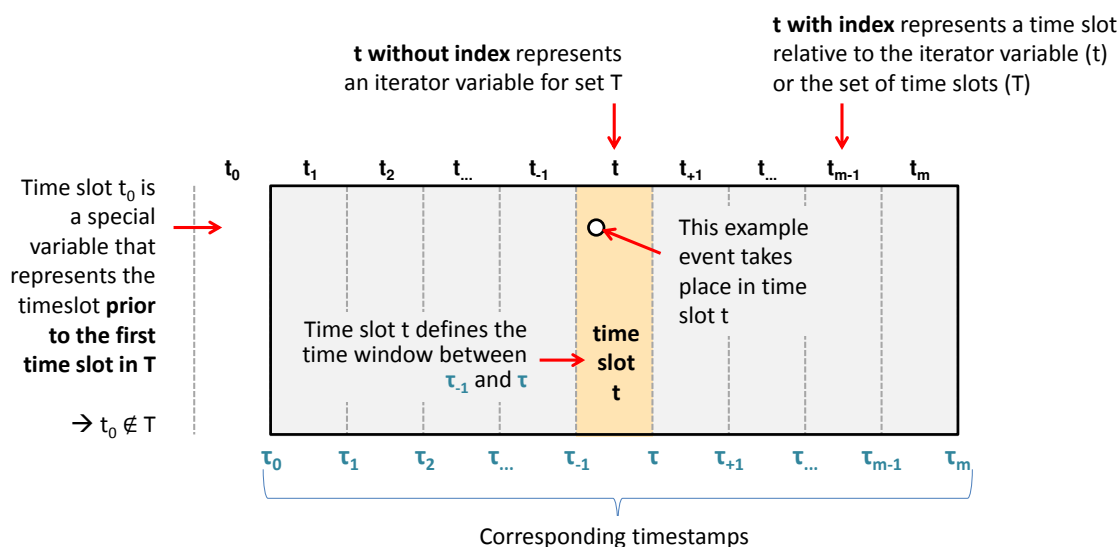 t without index represents
an iterator variable for set T
t with index represents a time slot
relative to the iterator variable (t)
or the set of time slots (T)
t₀ t₁ t₂ t... t₋₁ t t₊₁ t... tₘ₋₁ tₘ
Time slot t₀ is
a special
variable that
represents the
timeslot prior
to the first
time slot in T
→ t₀ ∉ T
This example
event takes
place in time
slot t
Time slot t defines the
time window between
τ₋₁ and τ
time
slot
t
τ₀ τ₁ τ₂ τ... τ₋₁ τ τ₊₁ τ... τₘ₋₁ τₘ
Corresponding timestamps